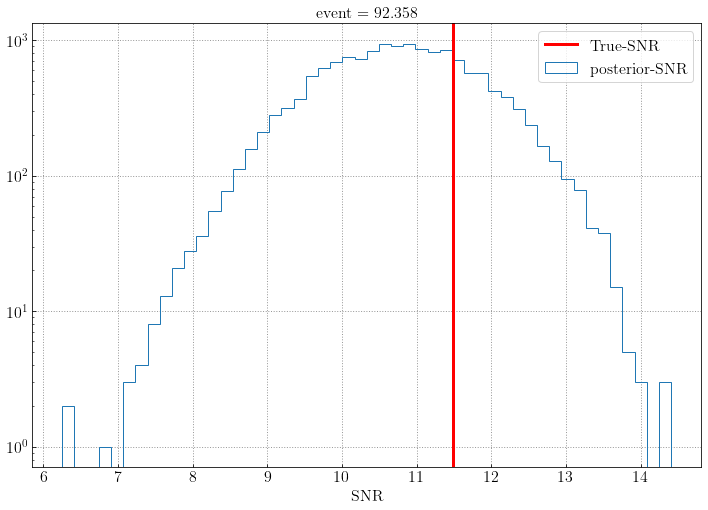 event = 92.358
10³
10²
10¹
10⁰
True-SNR
posterior-SNR
6 7 8 9 10 11 12 13 14
SNR